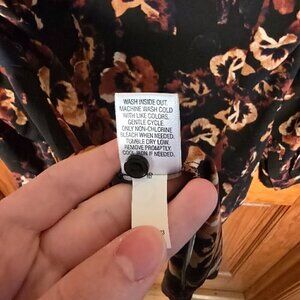 WASH INSIDE OUT.
MACHINE WASH COLD
WITH LIKE COLORS,
GENTLE CYCLE.
ONLY NON-CHLORINE
BLEACH WHEN NEEDED.
TUMBLE DRY LOW.
REMOVE PROMPTLY.
COOL IRON IF NEEDED.